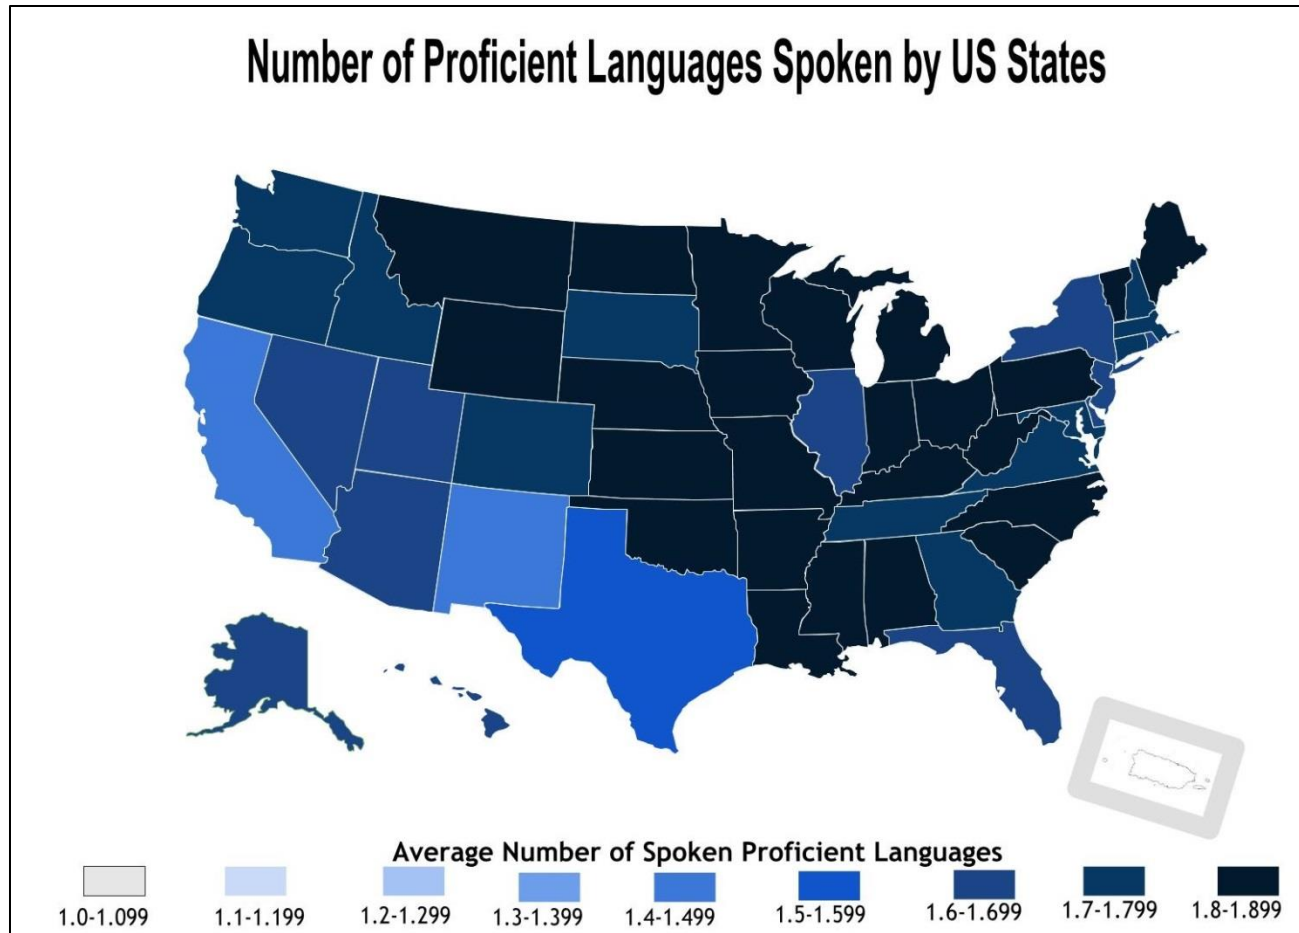 Number of Proficient Languages Spoken by US States
Average Number of Spoken Proficient Languages
1.0-1.099 1.1-1.199 1.2-1.299 1.3-1.399 1.4-1.499 1.5-1.599 1.6-1.699 1.7-1.799 1.8-1.899